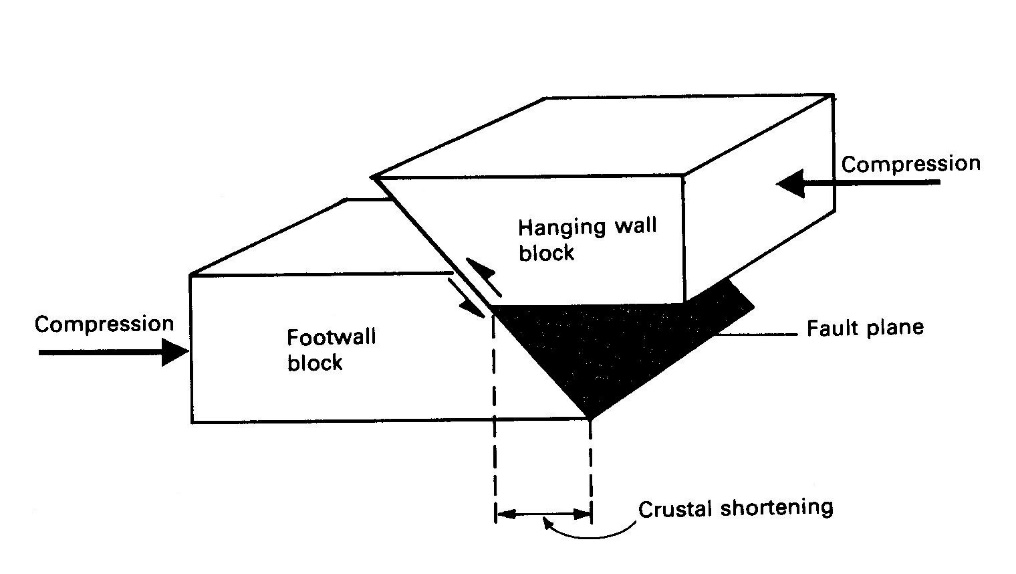 Compression
Hanging wall
block
Compression
Footwall
block
Fault plane
Crustal shortening